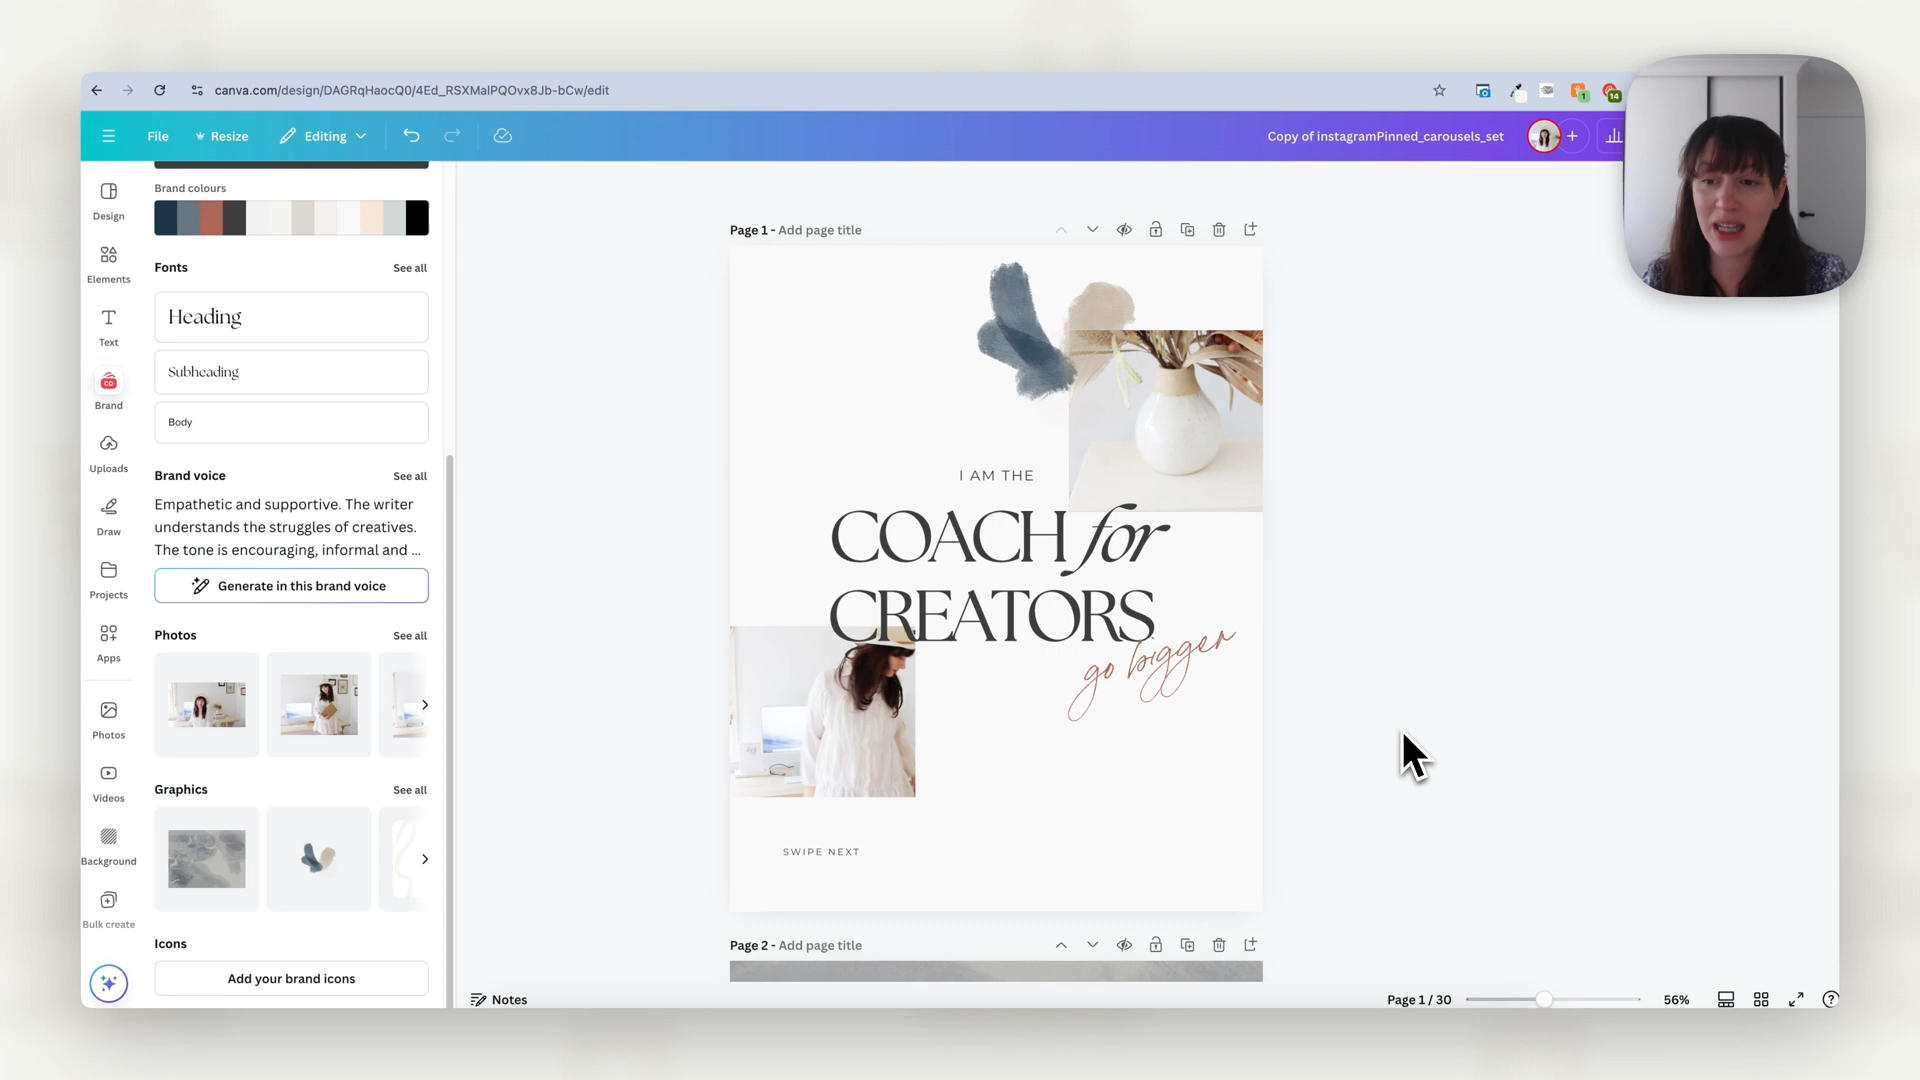 canva.com/design/DAGRqHaocQ0/4Ed_RSXMalPQOvx8Jb-bCw/edit
1
14
File
Resize
Editing
Copy of instagramPinned_carousels_set
Design
Elements
Text
Brand
Uploads
Draw
Projects
Apps
Photos
Videos
Background
Bulk create
Brand colours
Fonts
See all
Heading
Subheading
Body
Brand voice
See all
Empathetic and supportive. The writer
understands the struggles of creatives.
The tone is encouraging, informal and ...
Generate in this brand voice
Photos
See all
Graphics
See all
Icons
Add your brand icons
Page 1 - Add page title
I AM THE
COACH for
CREATORS
go bigger
SWIPE NEXT
Page 2 - Add page title
Notes
Page 1 / 30
56%